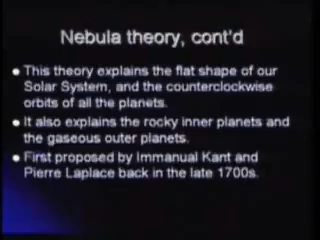 Nebula theory, cont'd
This theory explains the flat shape of our
Solar System, and the counterclockwise
orbits of all the planets.
It also explains the rocky inner planets and
the gaseous outer planets.
First proposed by Immanual Kant and
Pierre Laplace back in the late 1700s.